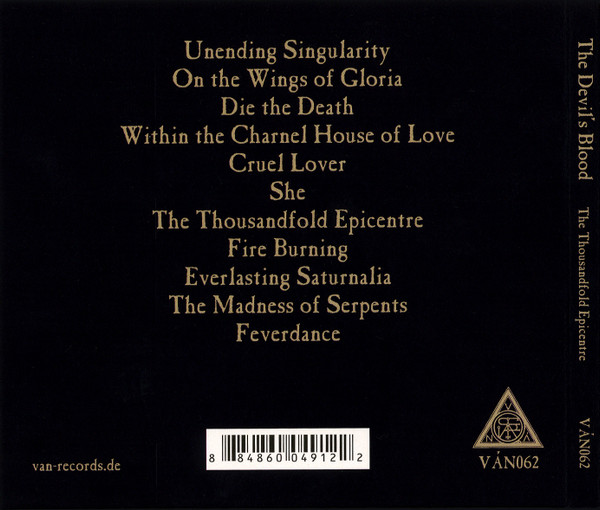 Unending Singularity
On the Wings of Gloria
Die the Death
Within the Charnel House of Love
Cruel Lover
She
The Thousandfold Epicentre
Fire Burning
Everlasting Saturnalia
The Madness of Serpents
Feverdance
van-records.de
8 84860 04912 2
V Á N
VÁN062
The Devil's Blood The Thousandfold Epicentre VÁN062